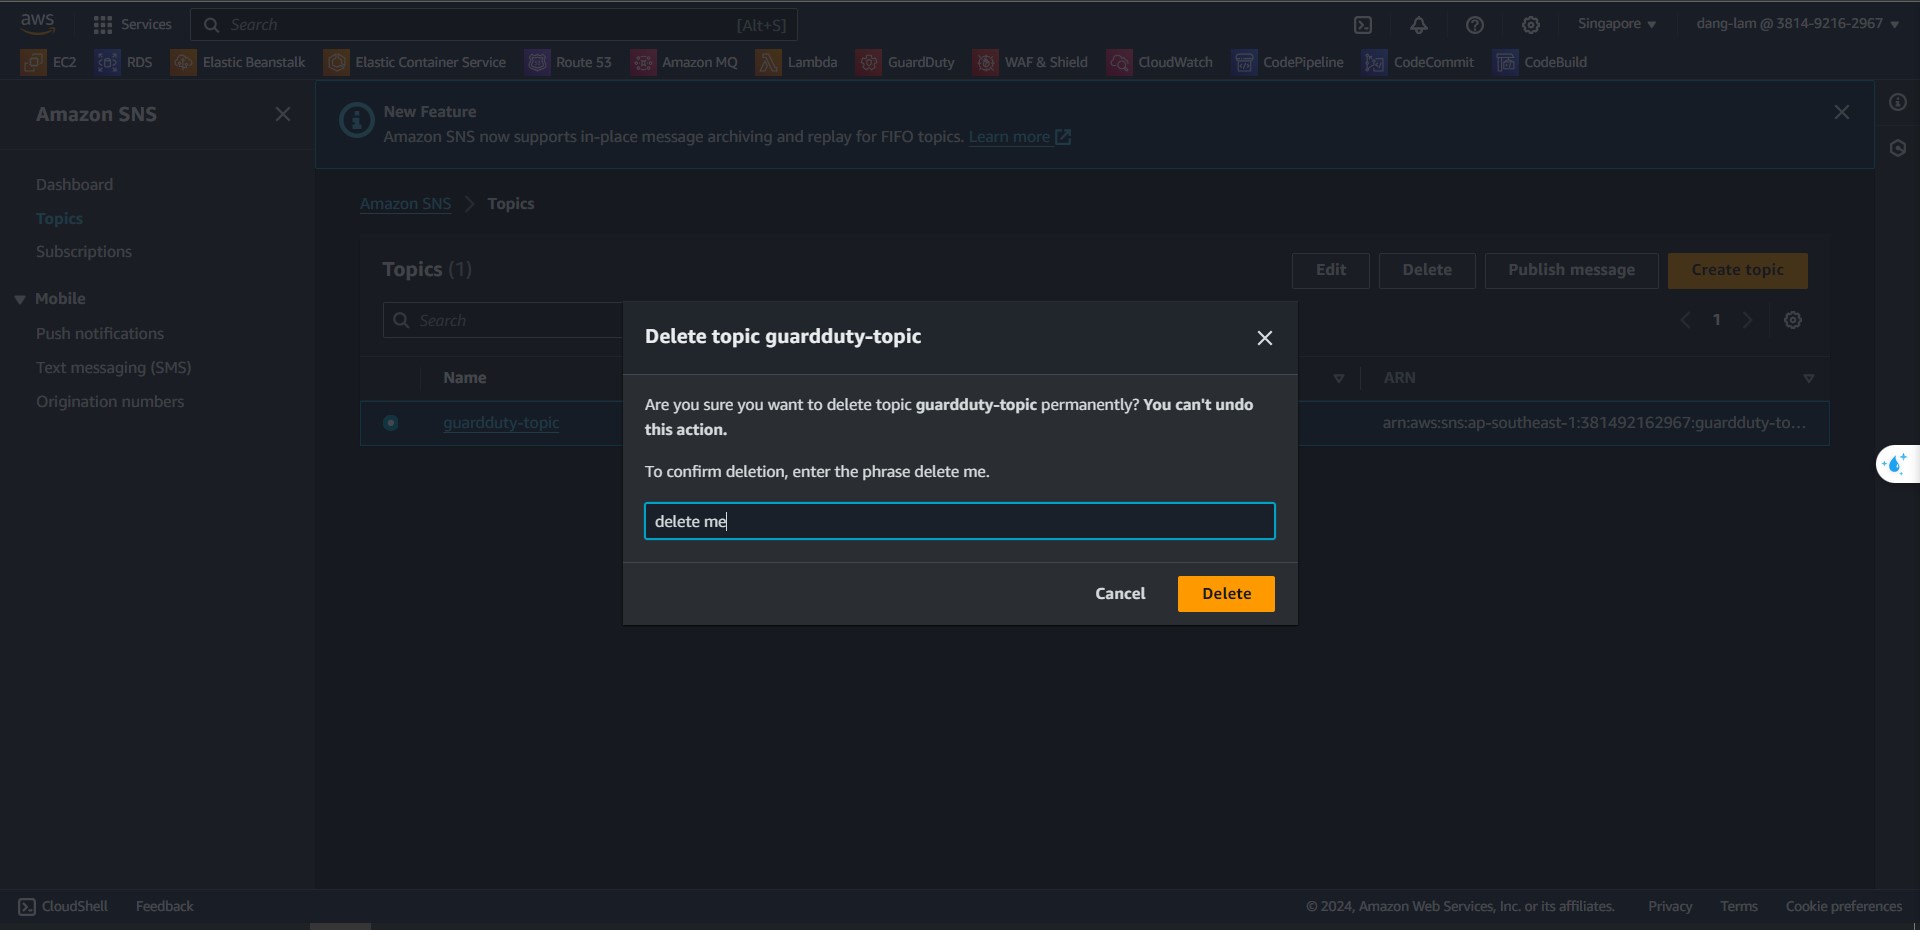 aws
Services
Search
[Alt+S]
Singapore
dang-lam @ 3814-9216-2967
EC2
RDS
Elastic Beanstalk
Elastic Container Service
Route 53
Amazon MQ
Lambda
GuardDuty
WAF & Shield
CloudWatch
CodePipeline
CodeCommit
CodeBuild
Amazon SNS
Dashboard
Topics
Subscriptions
Mobile
Push notifications
Text messaging (SMS)
Origination numbers
New Feature
Amazon SNS now supports in-place message archiving and replay for FIFO topics. Learn more
Amazon SNS
Topics
Topics (1)
Edit
Delete
Publish message
Create topic
Search
1
Name
ARN
guardduty-topic
arn:aws:sns:ap-southeast-1:381492162967:guardduty-to...
Delete topic guardduty-topic
Are you sure you want to delete topic guardduty-topic permanently? You can't undo
this action.
To confirm deletion, enter the phrase delete me.
delete me
Cancel
Delete
CloudShell
Feedback
© 2024, Amazon Web Services, Inc. or its affiliates.
Privacy
Terms
Cookie preferences